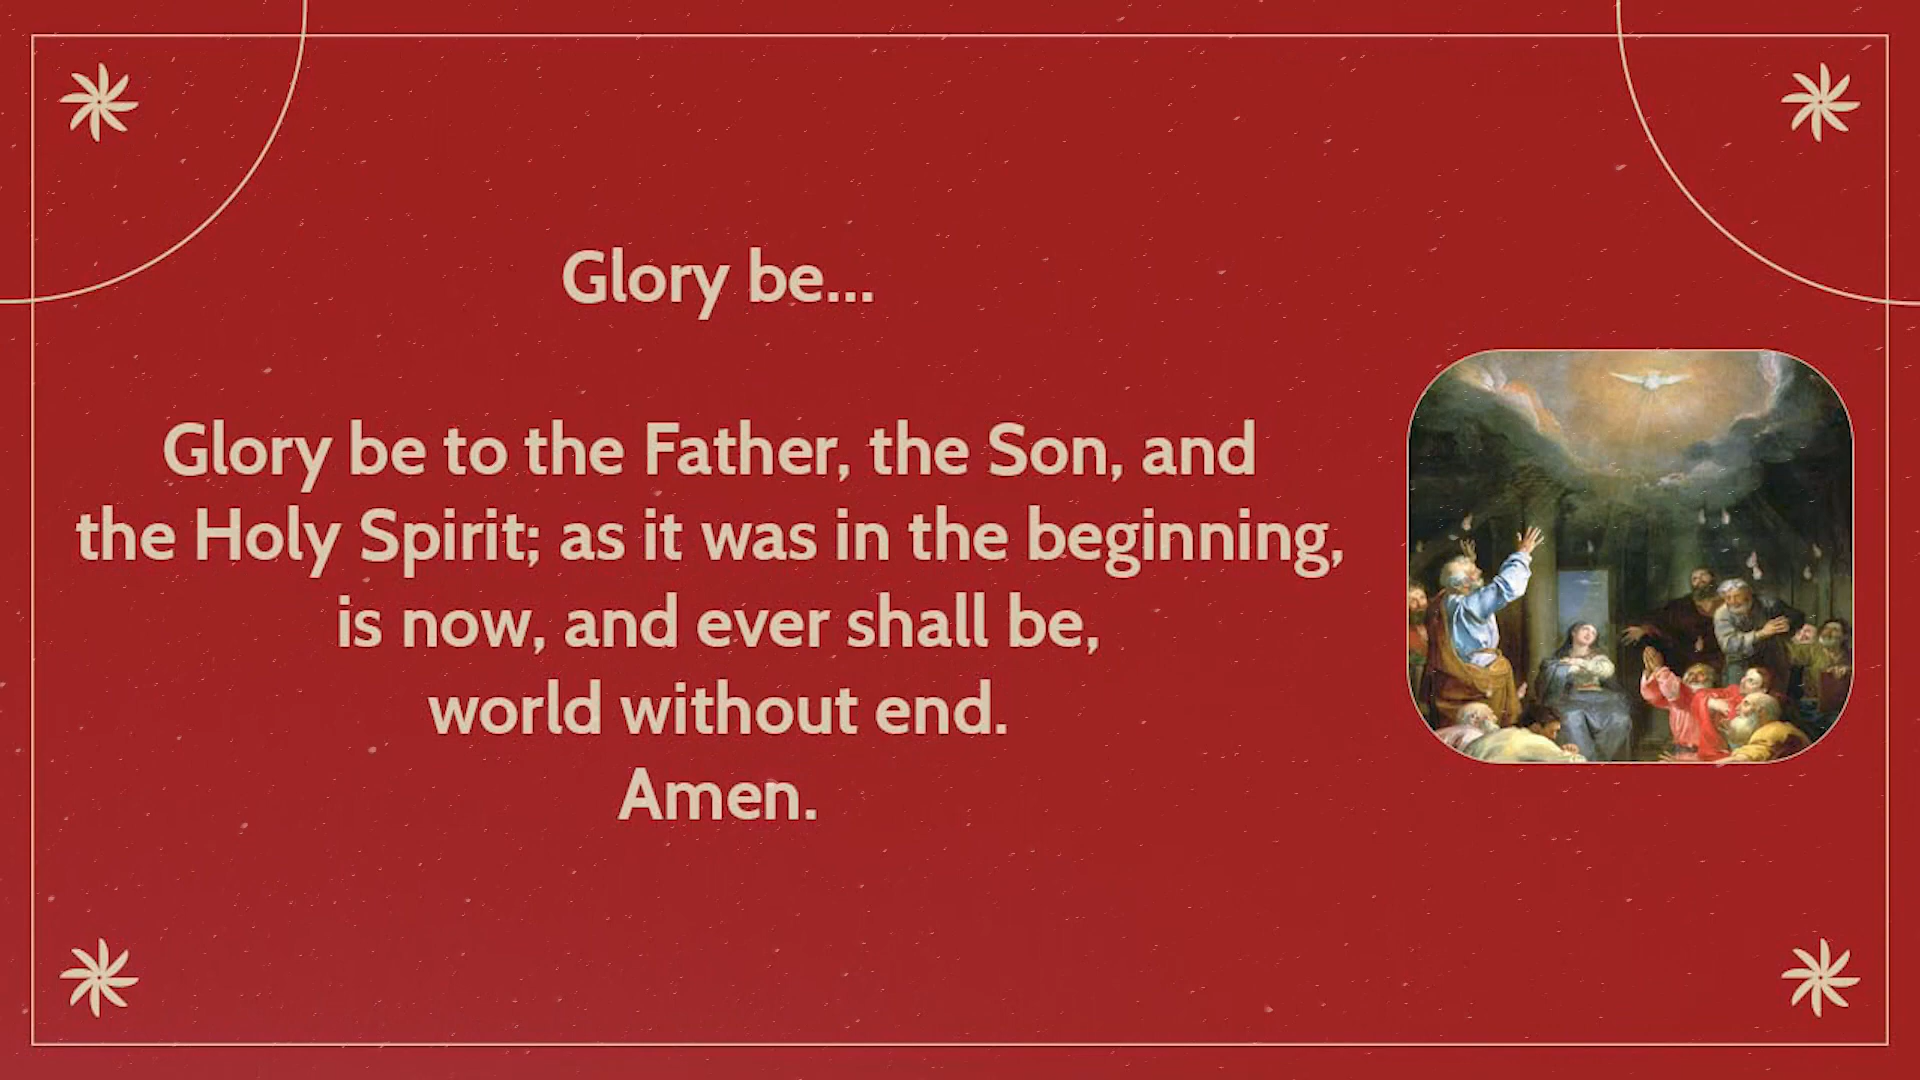 Glory be...
Glory be to the Father, the Son, and
the Holy Spirit; as it was in the beginning,
is now, and ever shall be,
world without end.
Amen.